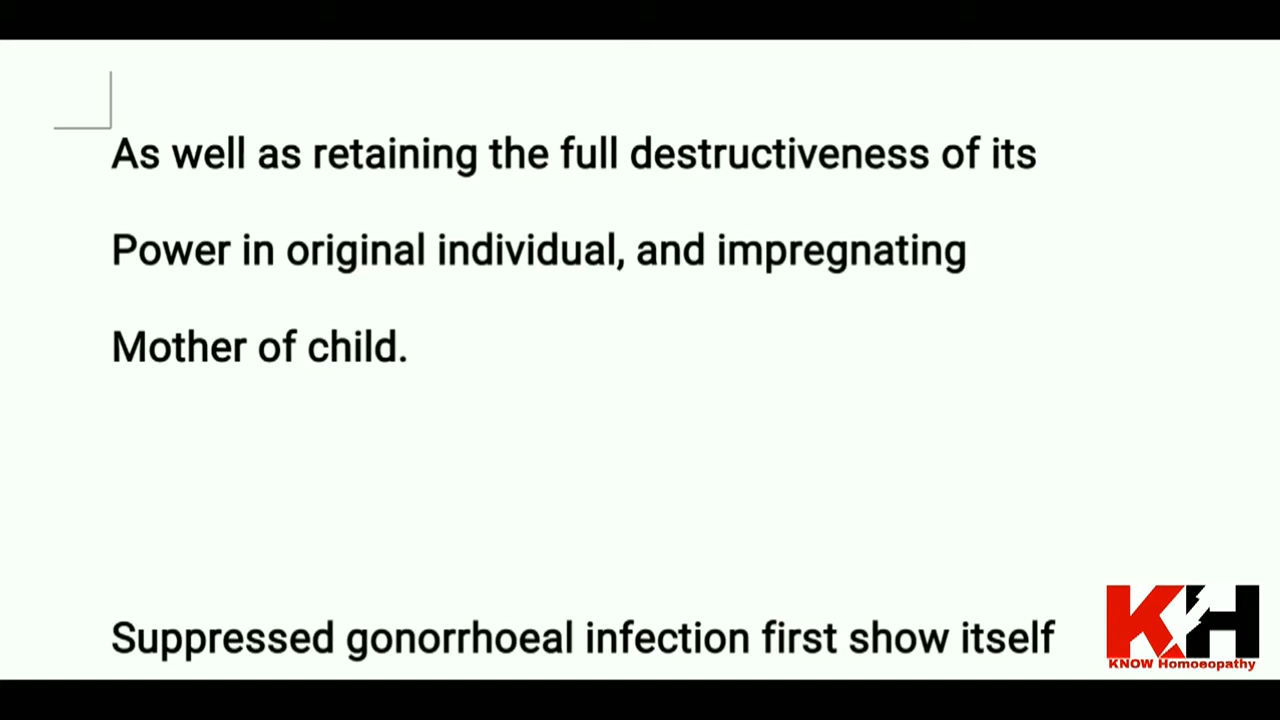 As well as retaining the full destructiveness of its
Power in original individual, and impregnating
Mother of child.
Suppressed gonorrhoeal infection first show itself
KH
KNOW Homoeopathy